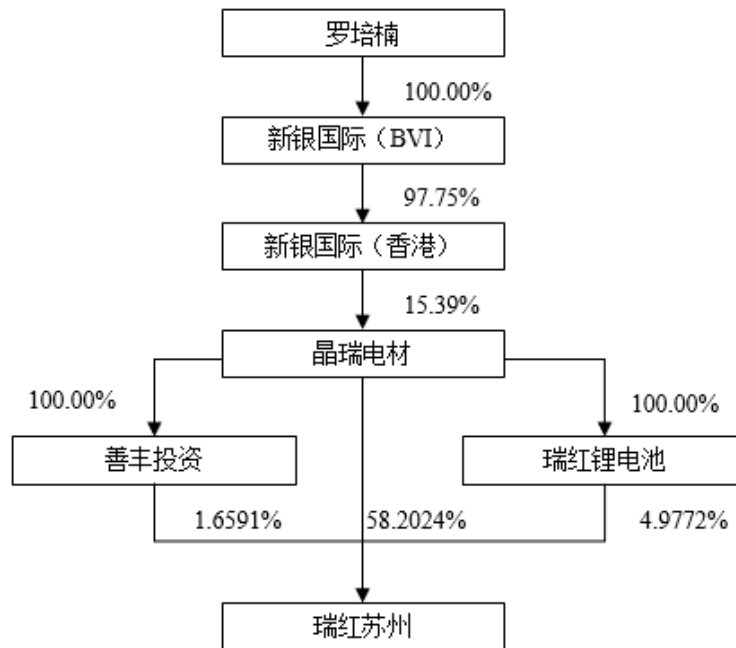 罗培楠
100.00%
新银国际（BVI）
97.75%
新银国际（香港）
15.39%
晶瑞电材
100.00%
100.00%
善丰投资
瑞红锂电池
1.6591%
58.2024%
4.9772%
瑞红苏州